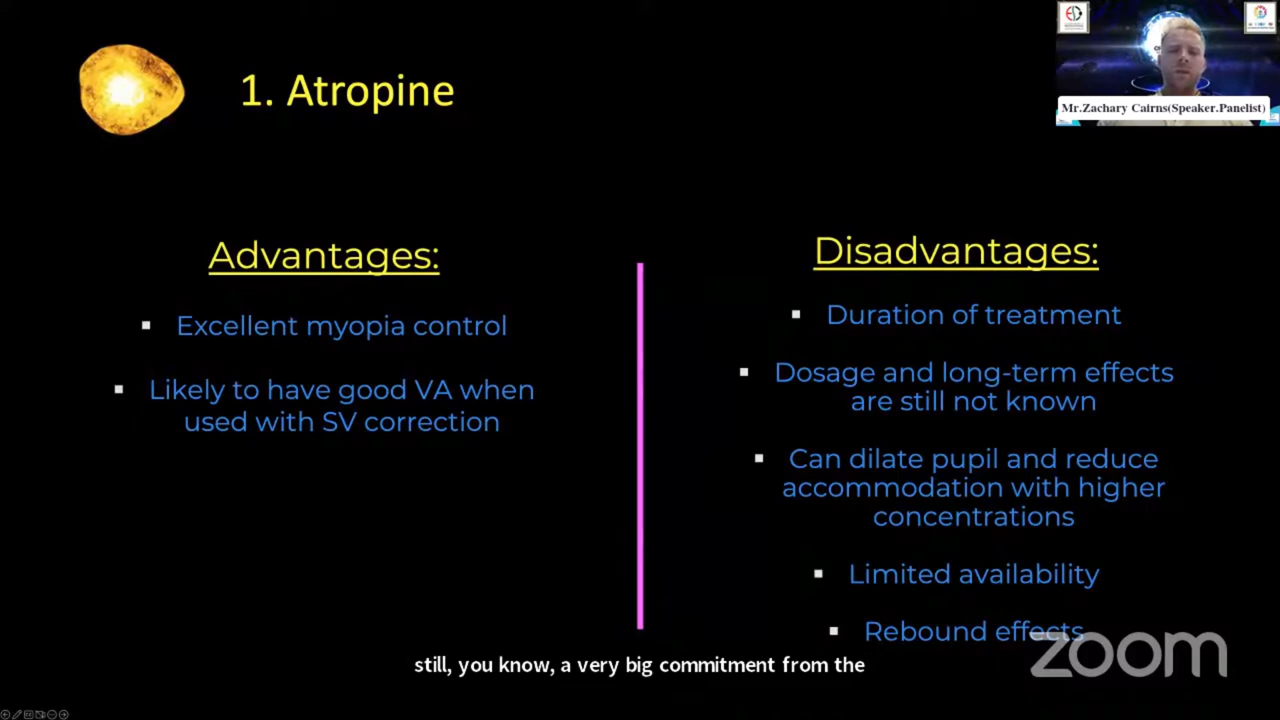 1. Atropine
Mr.Zachary Cairns(Speaker.Panelist)
Advantages:
Excellent myopia control
Likely to have good VA when
used with SV correction
Disadvantages:
Duration of treatment
Dosage and long-term effects
are still not known
Can dilate pupil and reduce
accommodation with higher
concentrations
Limited availability
Rebound effects
zoom
still, you know, a very big commitment from the